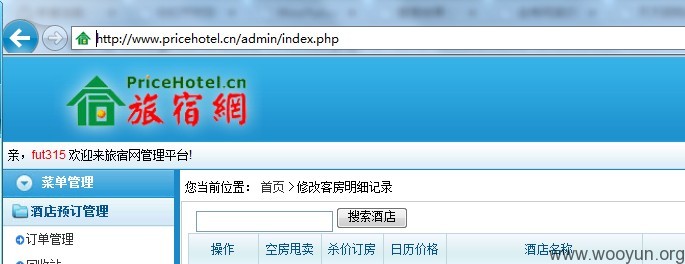 http://www.pricehotel.cn/admin/index.php
PriceHotel.cn
旅宿網
亲，fut315 欢迎来旅宿网管理平台!
菜单管理
您当前位置： 首页 > 修改客房明细记录
酒店预订管理
搜索酒店
订单管理
操作 空房甩卖 杀价订房 日历价格 酒店名称
回收站
www.wooyun.org